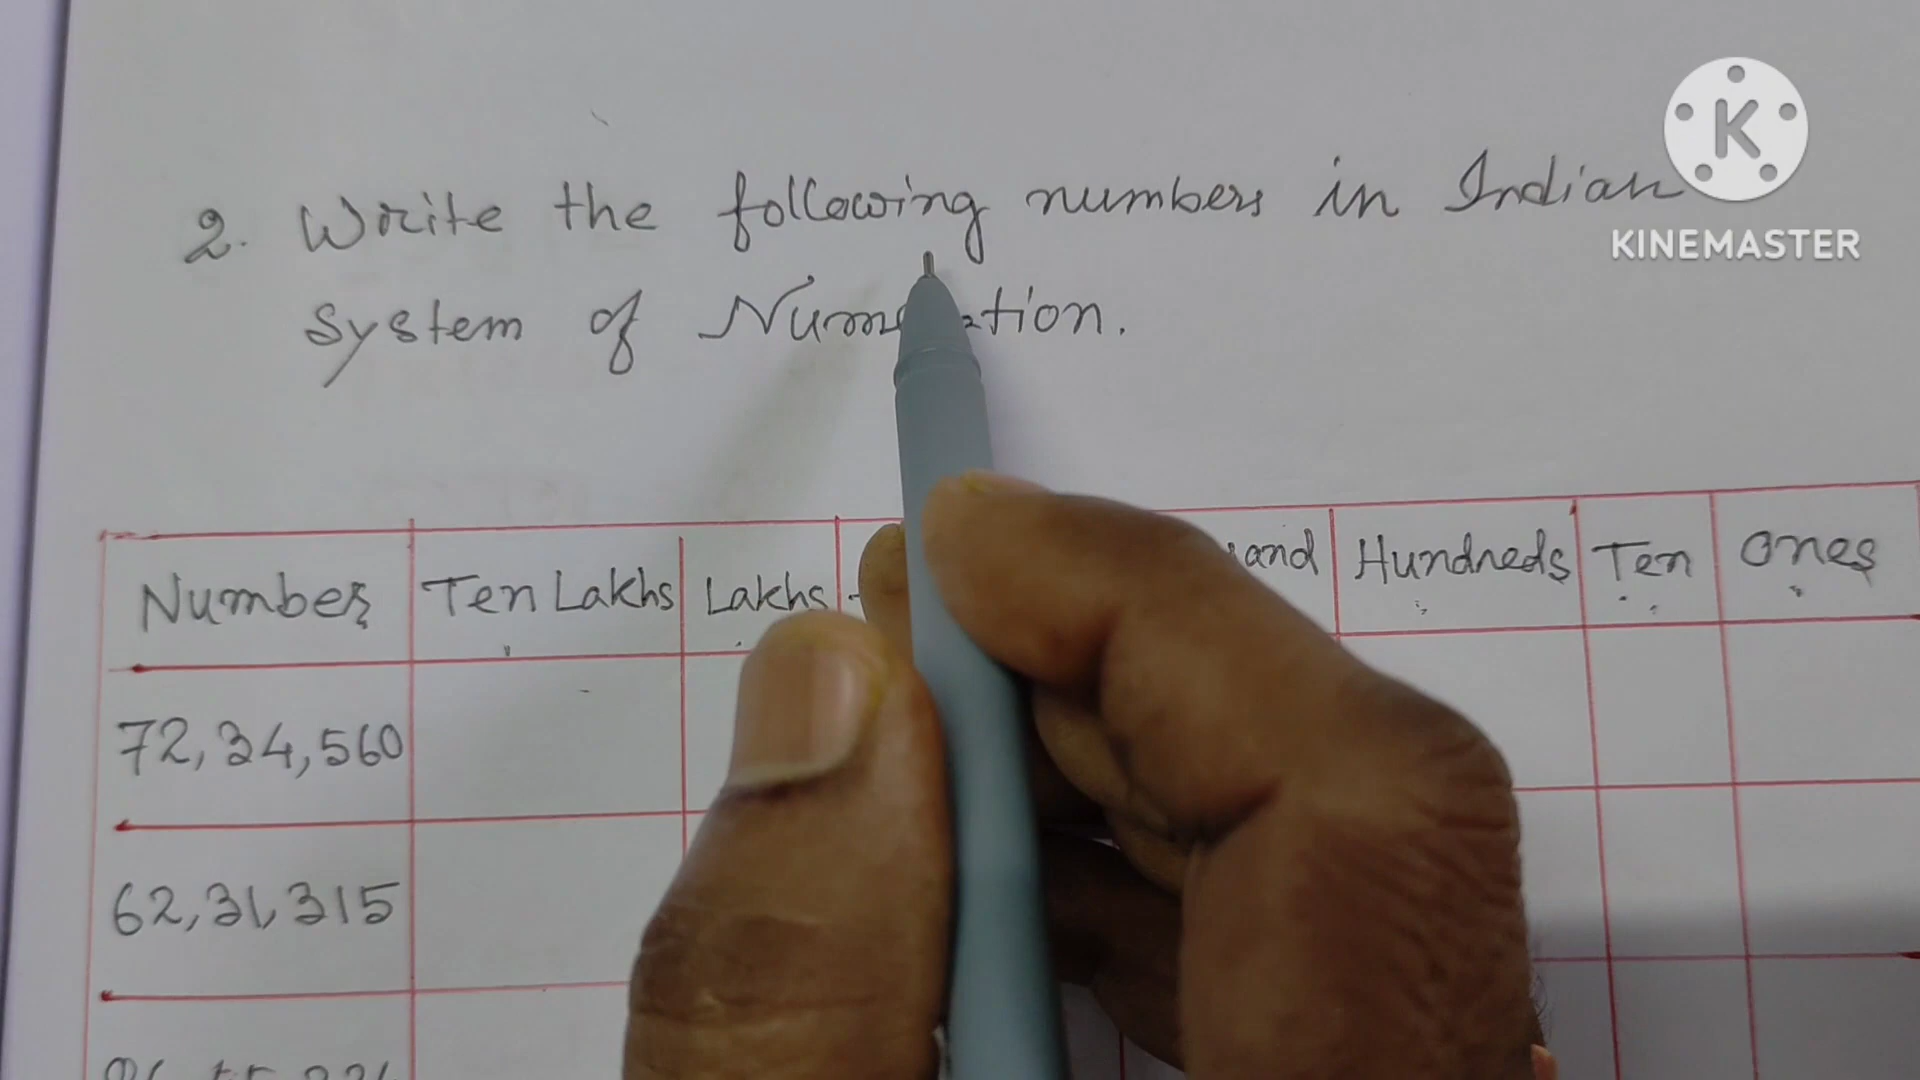 K
KINEMASTER
2. Write the following numbers in Indian
System of
Number Ten Lakhs Lakhs Hundreds Ten Ones
72,34,560
62,31,315